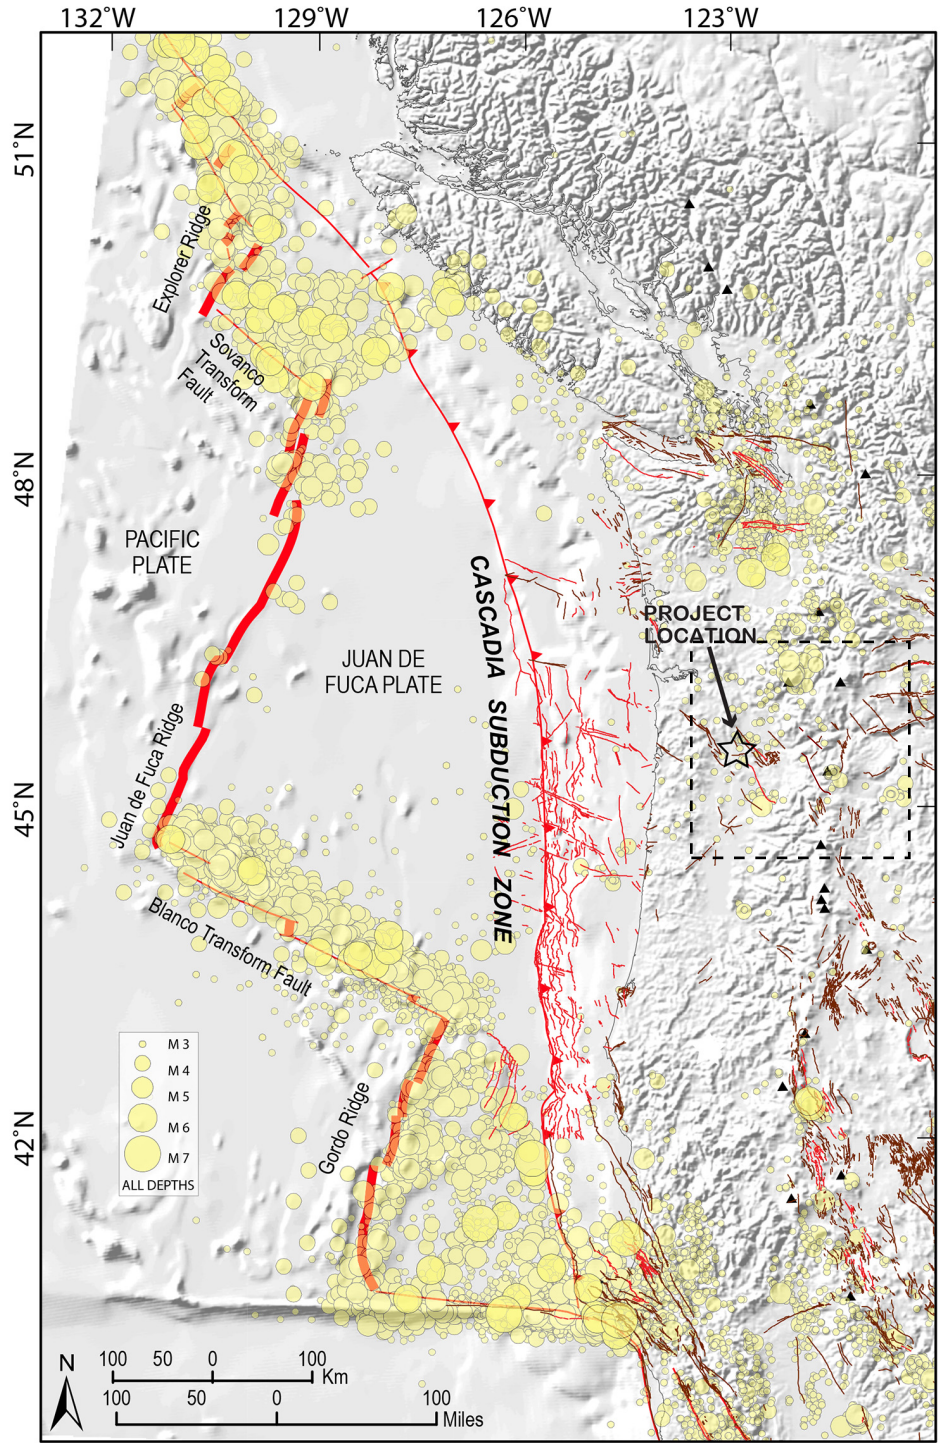 132°W 129°W 126°W 123°W
51°N
48°N
45°N
42°N
Explorer Ridge
Sovanco
Transform
Fault
PACIFIC
PLATE
JUAN DE
FUCA PLATE
CASCADIA SUBDUCTION ZONE
PROJECT
LOCATION
Juan de Fuca Ridge
Blanco Transform Fault
Gordo Ridge
M 3
M 4
M 5
M 6
M 7
ALL DEPTHS
N
100 50 0 100
Km
100 50 0 100
Miles